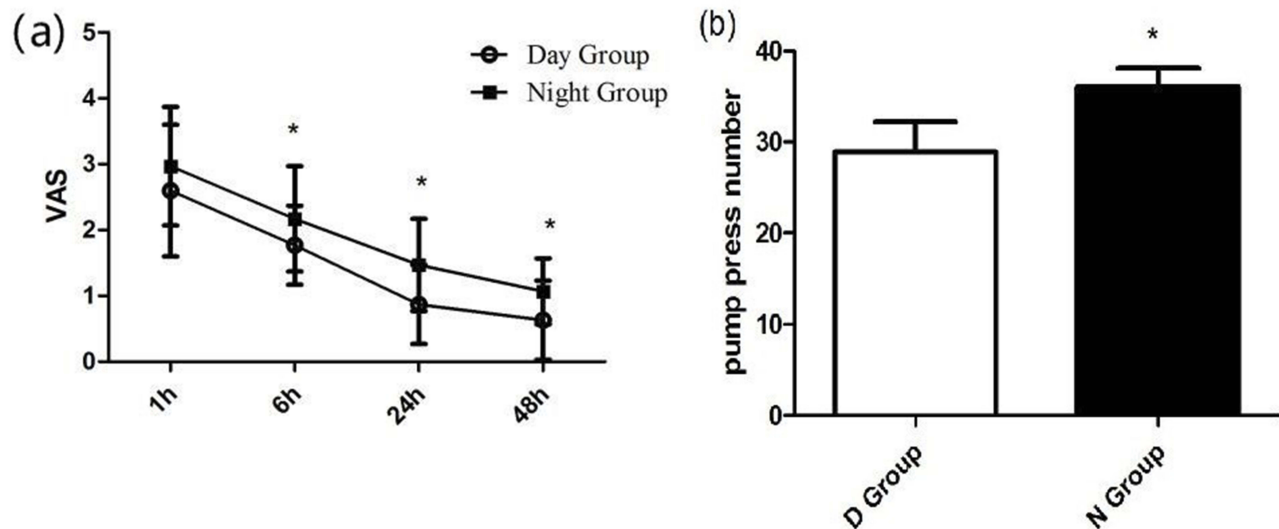 (a)
5
4
3
2
1
0
VAS
Day Group
Night Group
*
*
*
1h
6h
24h
48h
(b)
40
30
20
10
0
pump press number
*
D Group
N Group